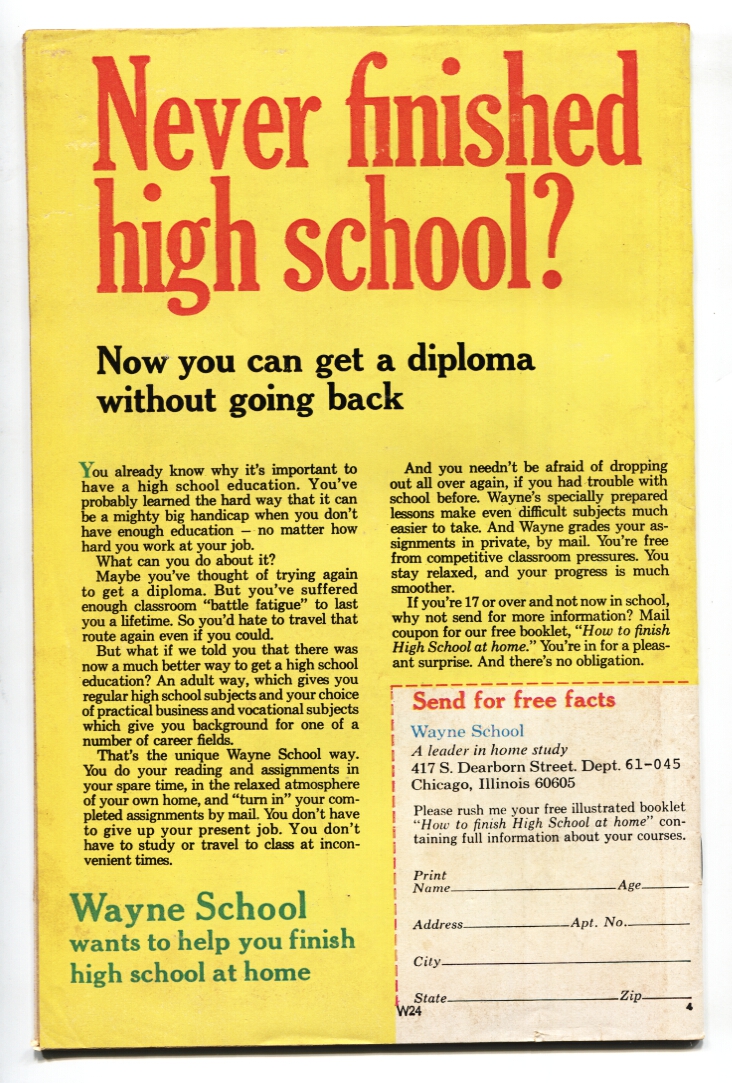 Never finished
high school?
Now you can get a diploma
without going back
You already know why it's important to
have a high school education. You've
probably learned the hard way that it can
be a mighty big handicap when you don't
have enough education — no matter how
hard you work at your job.
What can you do about it?
Maybe you've thought of trying again
to get a diploma. But you've suffered
enough classroom "battle fatigue" to last
you a lifetime. So you'd hate to travel that
route again even if you could.
But what if we told you that there was
now a much better way to get a high school
education? An adult way, which gives you
regular high school subjects and your choice
of practical business and vocational subjects
which give you background for one of a
number of career fields.
That's the unique Wayne School way.
You do your reading and assignments in
your spare time, in the relaxed atmosphere
of your own home, and "turn in" your com-
pleted assignments by mail. You don't have
to give up your present job. You don't
have to study or travel to class at incon-
venient times.
Wayne School
wants to help you finish
high school at home
And you needn't be afraid of dropping
out all over again, if you had trouble with
school before. Wayne's specially prepared
lessons make even difficult subjects much
easier to take. And Wayne grades your as-
signments in private, by mail. You're free
from competitive classroom pressures. You
stay relaxed, and your progress is much
smoother.
If you're 17 or over and not now in school,
why not send for more information? Mail
coupon for our free booklet, "How to finish
High School at home." You're in for a pleas-
ant surprise. And there's no obligation.
Send for free facts
Wayne School
A leader in home study
417 S. Dearborn Street. Dept. 61-045
Chicago, Illinois 60605
Please rush me your free illustrated booklet
"How to finish High School at home" con-
taining full information about your courses.
Print
Name Age
Address Apt. No.
City
State Zip
W24 4